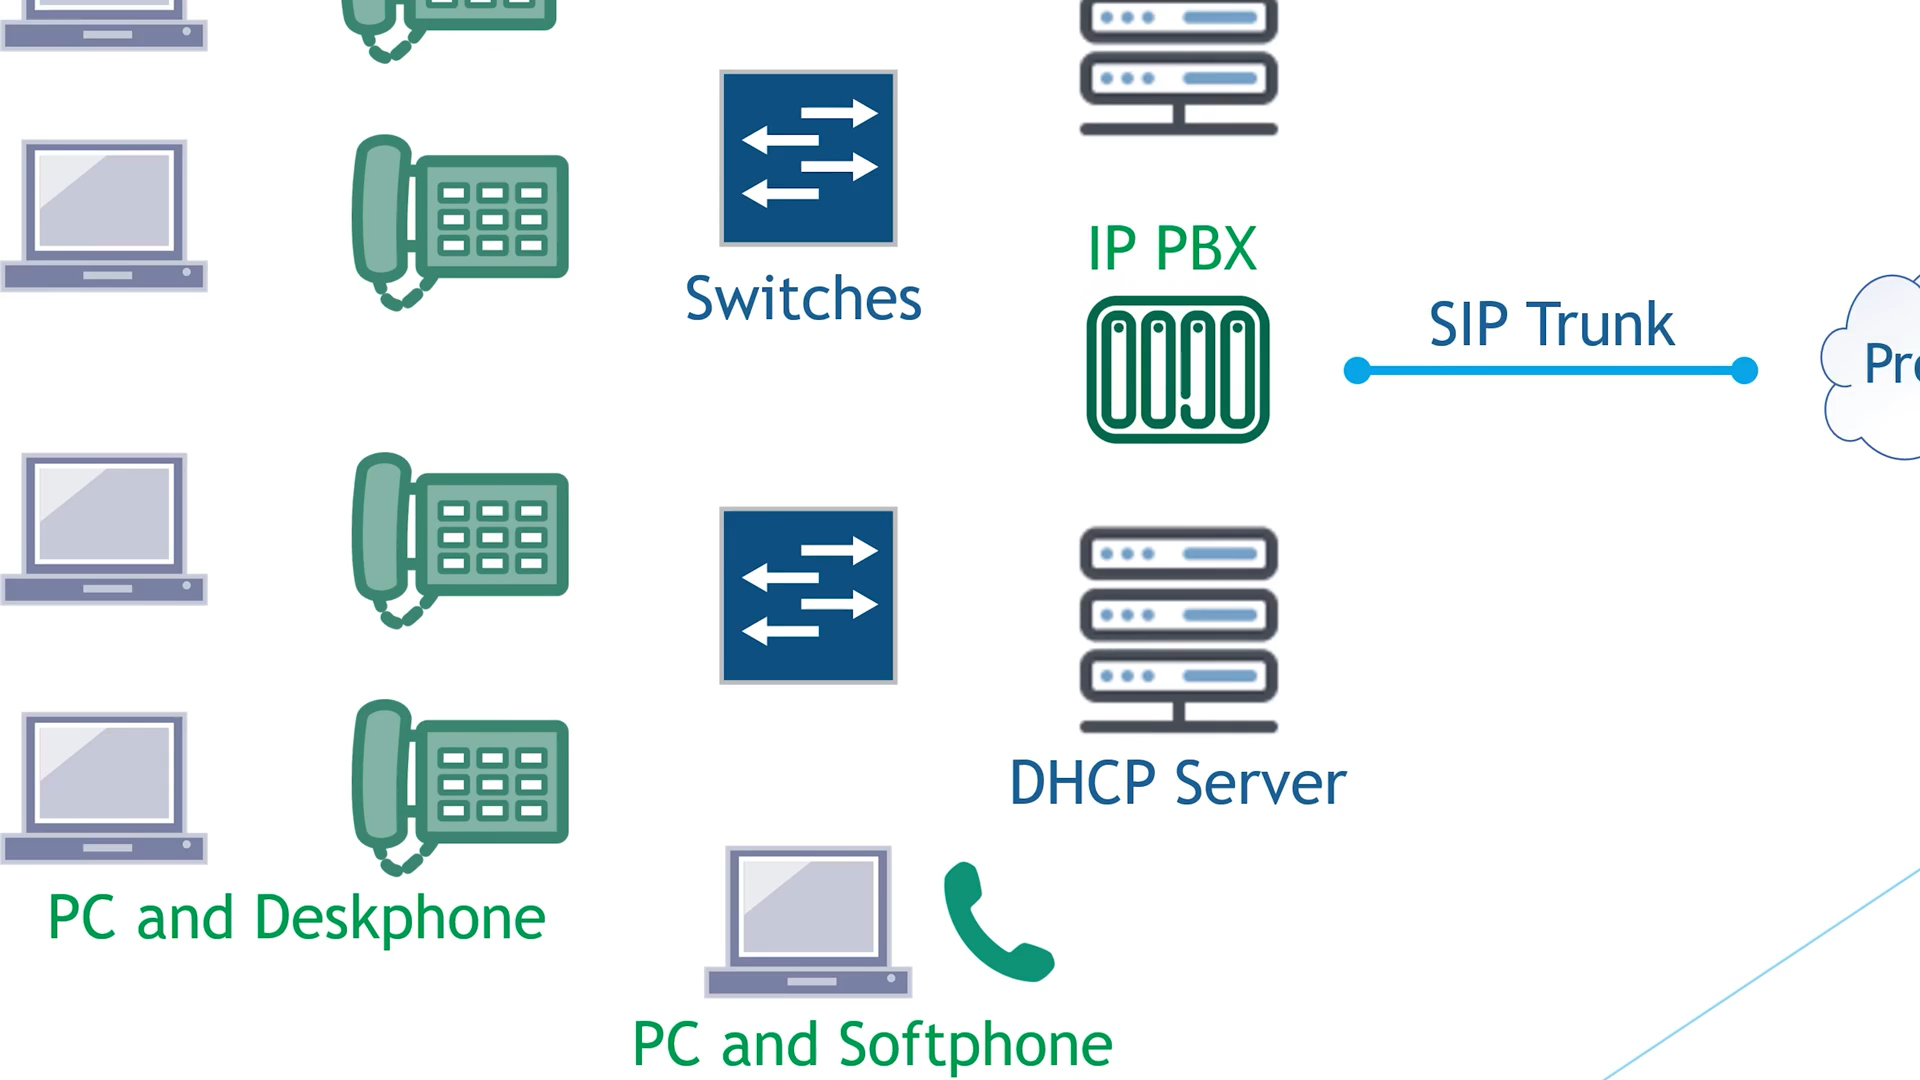 IP PBX
Switches
SIP Trunk
DHCP Server
PC and Deskphone
PC and Softphone